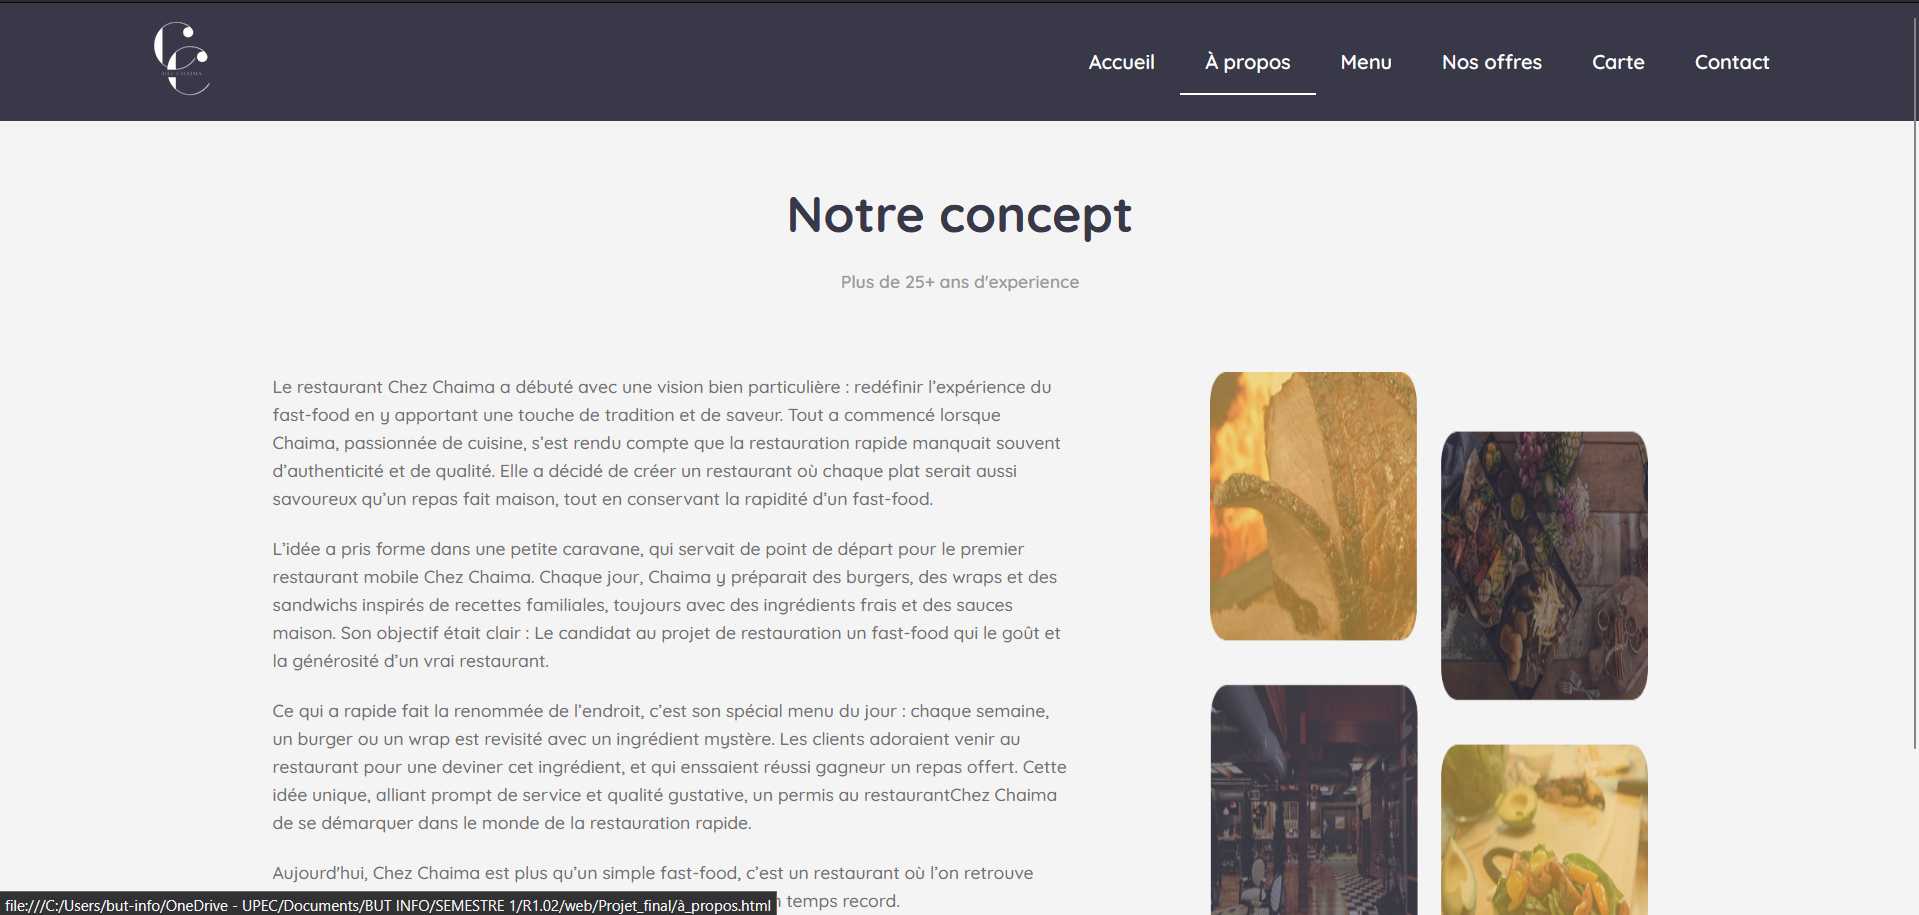 Accueil À propos Menu Nos offres Carte Contact
Notre concept
Plus de 25+ ans d'experience
Le restaurant Chez Chaima a débuté avec une vision bien particulière : redéfinir l’expérience du
fast-food en y apportant une touche de tradition et de saveur. Tout a commencé lorsque
Chaima, passionnée de cuisine, s’est rendu compte que la restauration rapide manquait souvent
d’authenticité et de qualité. Elle a décidé de créer un restaurant où chaque plat serait aussi
savoureux qu’un repas fait maison, tout en conservant la rapidité d’un fast-food.
L’idée a pris forme dans une petite caravane, qui servait de point de départ pour le premier
restaurant mobile Chez Chaima. Chaque jour, Chaima y préparait des burgers, des wraps et des
sandwichs inspirés de recettes familiales, toujours avec des ingrédients frais et des sauces
maison. Son objectif était clair : Le candidat au projet de restauration un fast-food qui le goût et
la générosité d’un vrai restaurant.
Ce qui a rapide fait la renommée de l’endroit, c’est son spécial menu du jour : chaque semaine,
un burger ou un wrap est revisité avec un ingrédient mystère. Les clients adoraient venir au
restaurant pour une deviner cet ingrédient, et qui enssaient réussi gagneur un repas offert. Cette
idée unique, alliant prompt de service et qualité gustative, un permis au restaurantChez Chaima
de se démarquer dans le monde de la restauration rapide.
Aujourd'hui, Chez Chaima est plus qu’un simple fast-food, c’est un restaurant où l’on retrouve
temps record.
file:///C:/Users/but-info/OneDrive - UPEC/Documents/BUT INFO/SEMESTRE 1/R1.02/web/Projet_final/à_propos.html